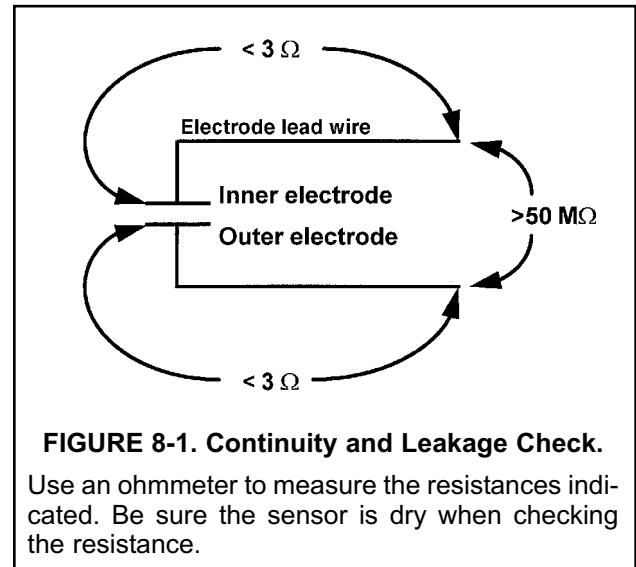 < 3 Ω
Electrode lead wire
Inner electrode
>50 MΩ
Outer electrode
< 3 Ω
FIGURE 8-1. Continuity and Leakage Check.
Use an ohmmeter to measure the resistances indi-
cated. Be sure the sensor is dry when checking
the resistance.